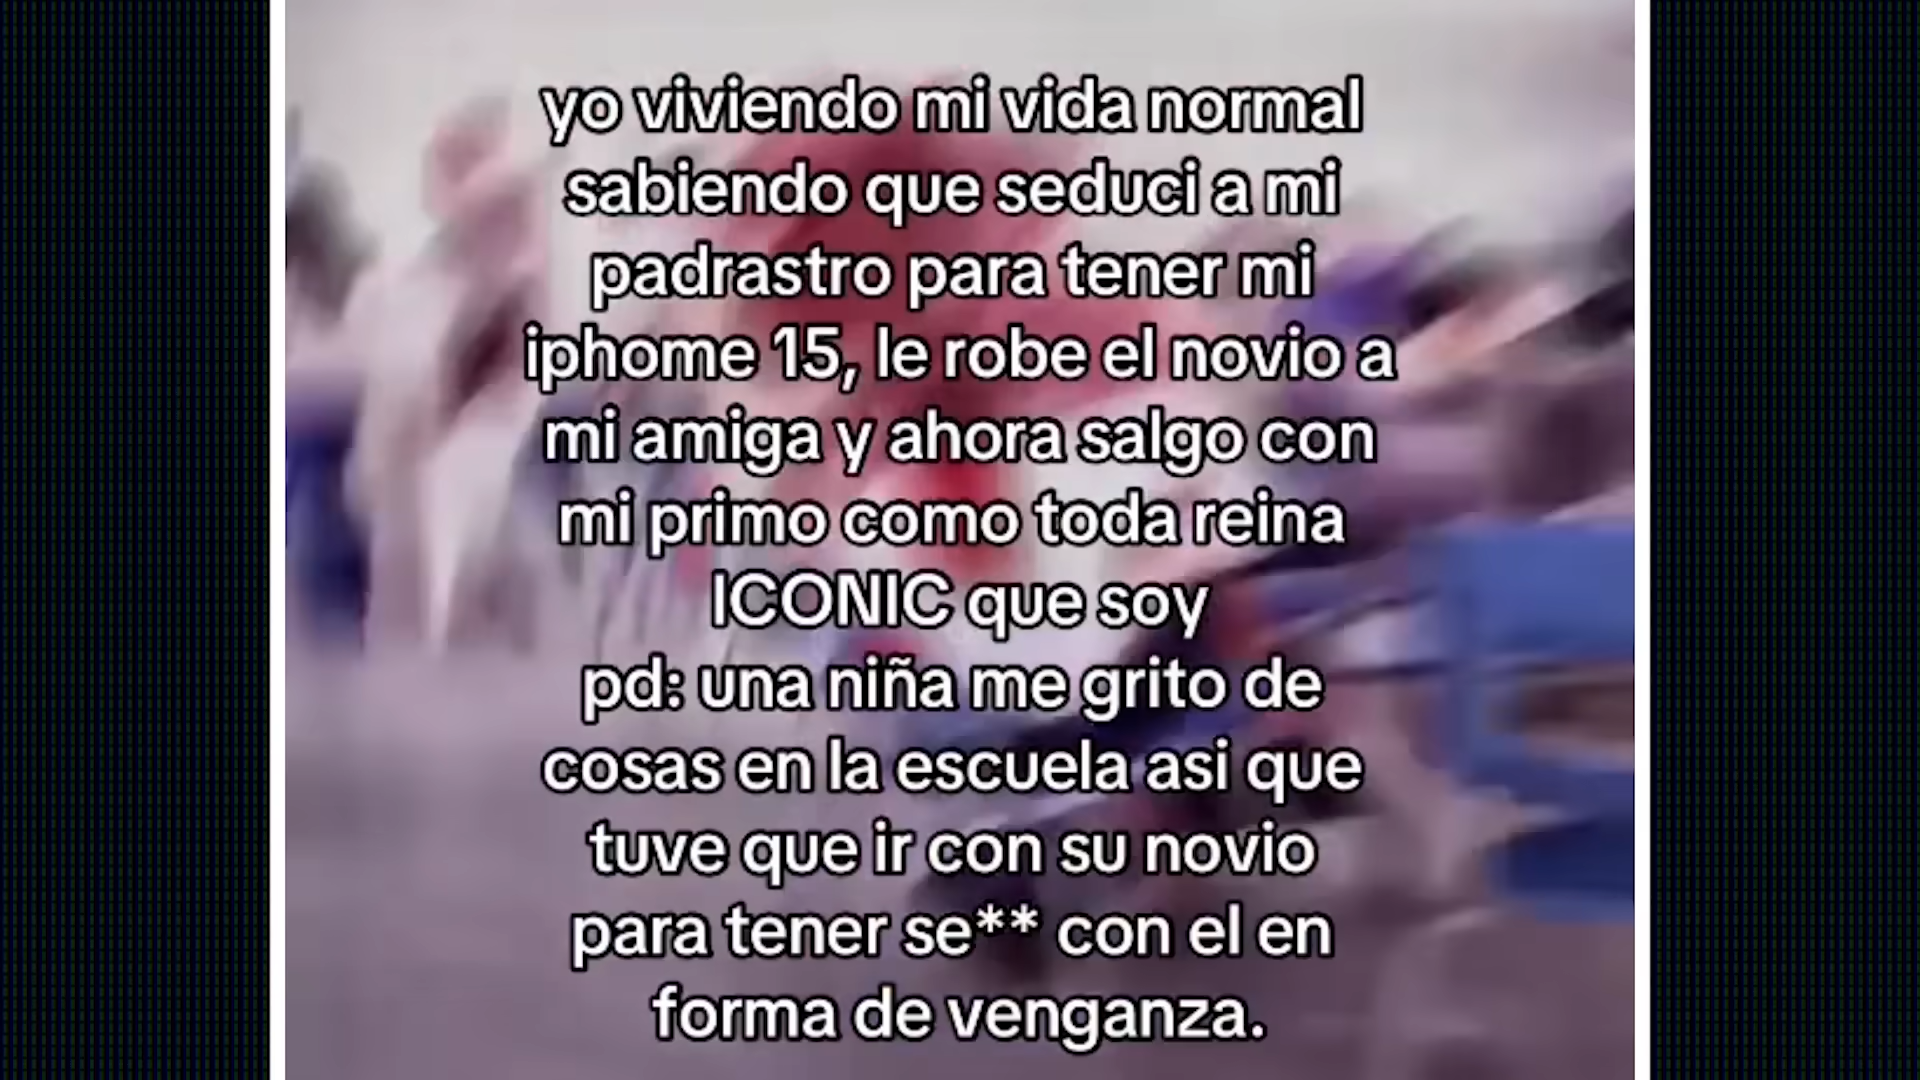 yo viviendo mi vida normal
sabiendo que seduci a mi
padrastro para tener mi
iphome 15, le robe el novio a
mi amiga y ahora salgo con
mi primo como toda reina
ICONIC que soy
pd: una niña me grito de
cosas en la escuela asi que
tuve que ir con su novio
para tener se** con el en
forma de venganza.